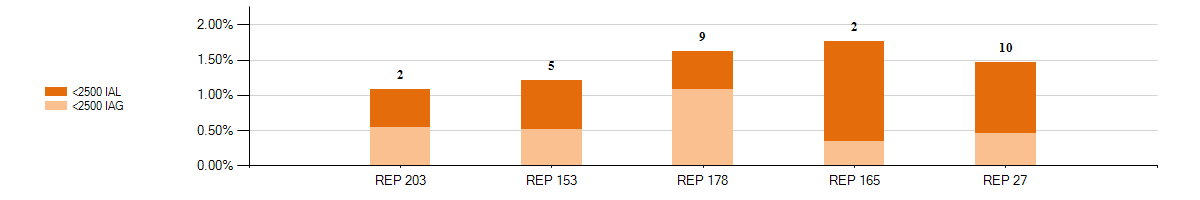 2.00%
1.50%
1.00%
0.50%
0.00%
<2500 IAL
<2500 IAG
2
5
9
2
10
REP 203
REP 153
REP 178
REP 165
REP 27